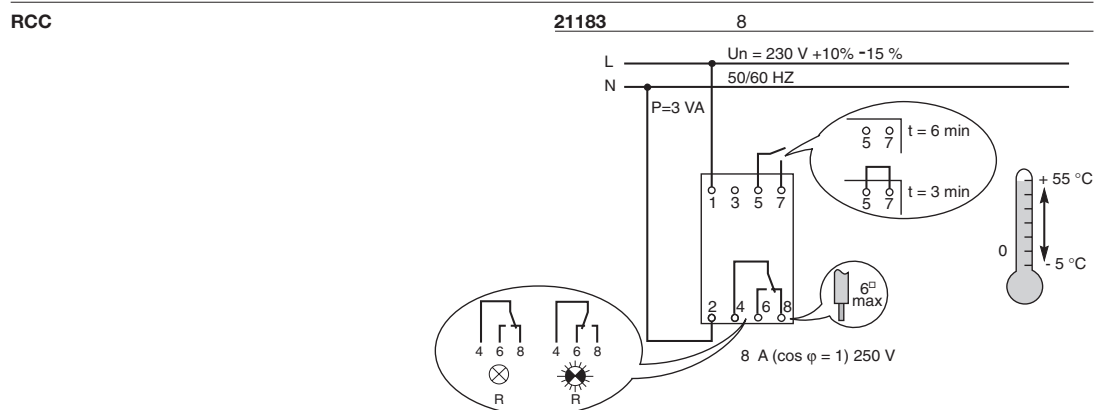 RCC 21183 8
L Un = 230 V +10% -15 %
N 50/60 HZ
P=3 VA
5 7 t = 6 min
5 7 t = 3 min
+ 55 °C
0
- 5 °C
1 3 5 7
2 4 6 8
6□
max
4 6 8 4 6 8
R R
8 A (cos φ = 1) 250 V